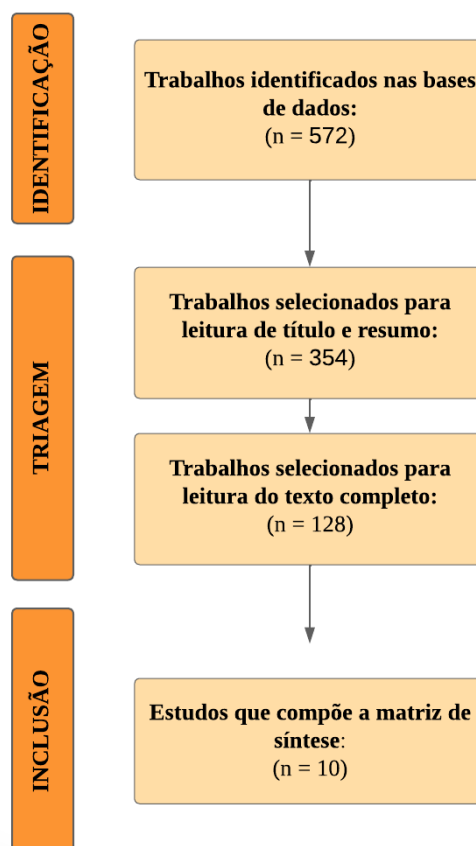 IDENTIFICAÇÃO
Trabalhos identificados nas bases
de dados:
(n = 572)
TRIAGEM
Trabalhos selecionados para
leitura de título e resumo:
(n = 354)
Trabalhos selecionados para
leitura do texto completo:
(n = 128)
INCLUSÃO
Estudos que compõe a matriz de
síntese:
(n = 10)